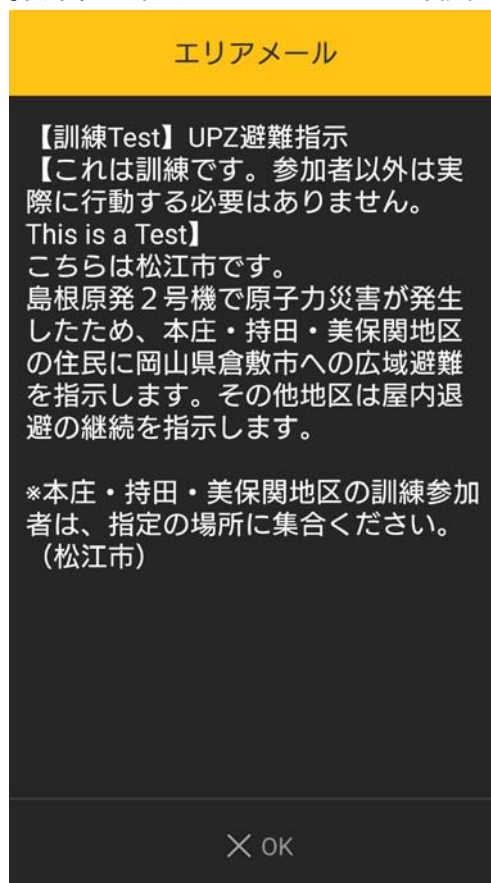 エリアメール
【訓練Test】UPZ避難指示
【これは訓練です。参加者以外は実
際に行動する必要はありません。
This is a Test】
こちらは松江市です。
島根原発２号機で原子力災害が発生
したため、本庄・持田・美保関地区
の住民に岡山県倉敷市への広域避難
を指示します。その他地区は屋内退
避の継続を指示します。
※本庄・持田・美保関地区の訓練参加
者は、指定の場所に集合ください。
（松江市）
× OK